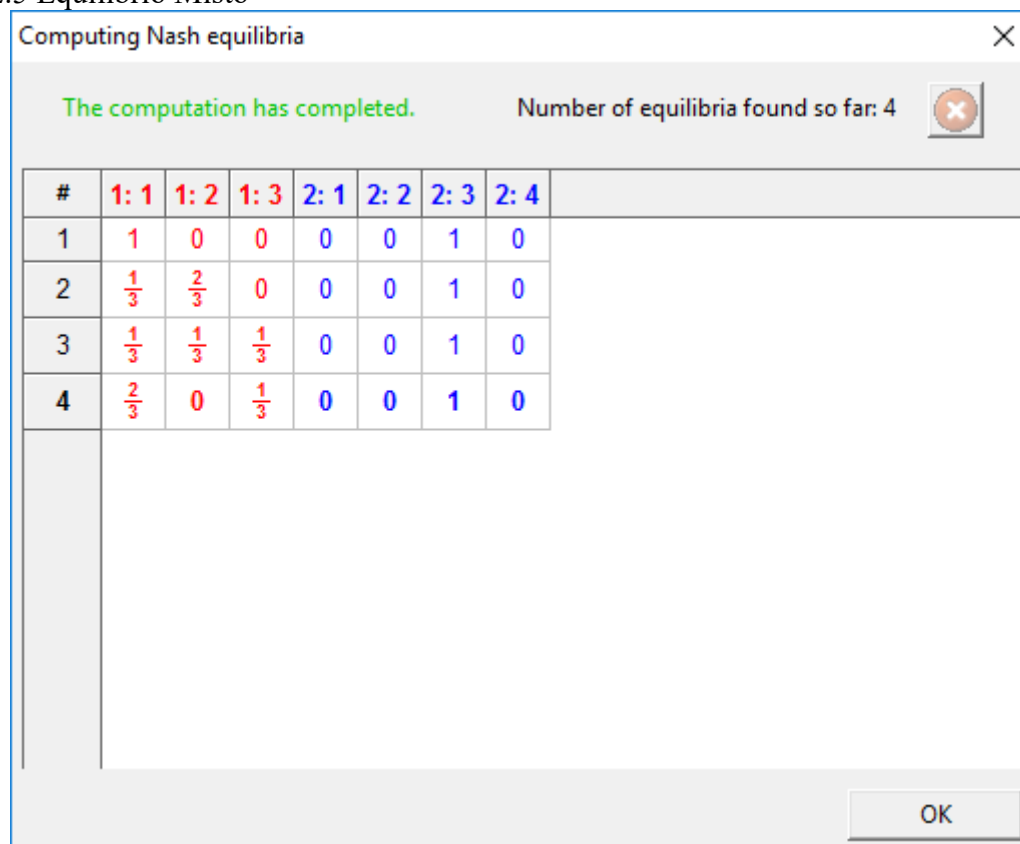 Computing Nash equilibria
The computation has completed. Number of equilibria found so far: 4
# 1: 1 1: 2 1: 3 2: 1 2: 2 2: 3 2: 4
1 1 0 0 0 0 1 0
2 1/3 2/3 0 0 0 1 0
3 1/3 1/3 1/3 0 0 1 0
4 2/3 0 1/3 0 0 1 0
OK